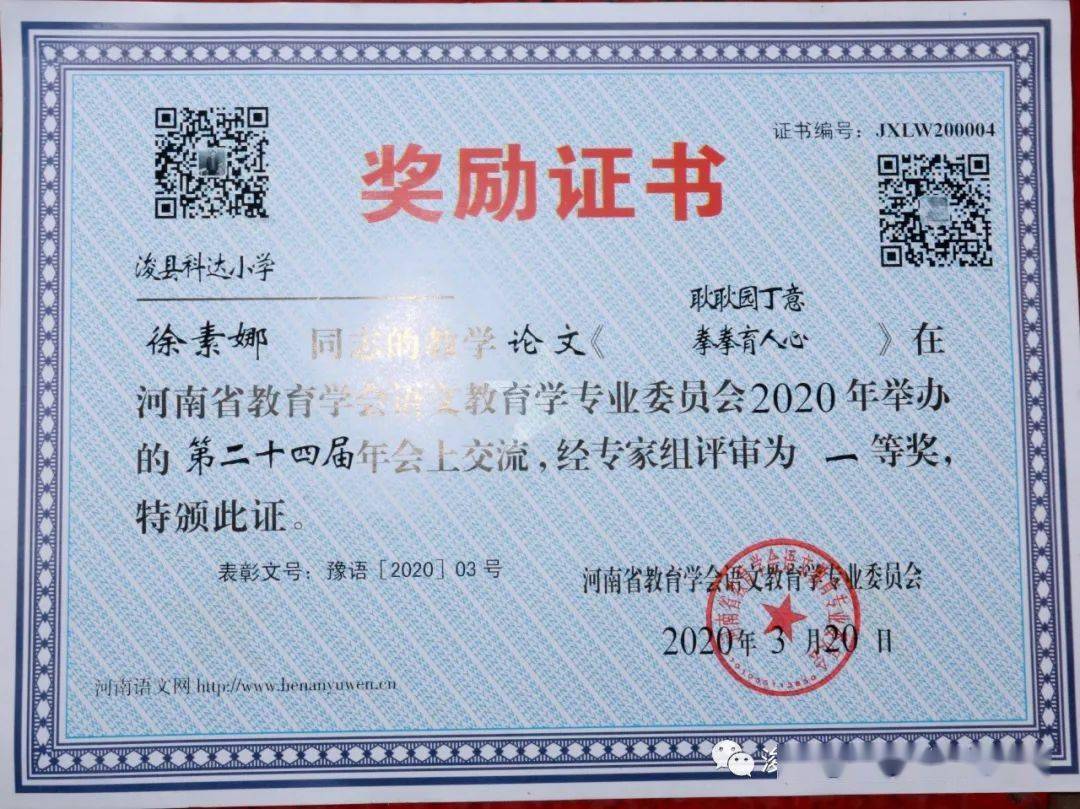 证书编号：JXLW200004
奖励证书
浚县科达小学
耿耿园丁意
徐素娜 同志的教学论文《拳拳育人心》在
河南省教育学会语文教育学专业委员会2020年举办
的第二十四届年会上交流，经专家组评审为一等奖，
特颁此证。
表彰文号：豫语［2020］03号
河南省教育学会语文教育学专业委员会
2020年3月20日
河南语文网 http://www.henanyuwen.cn
浚